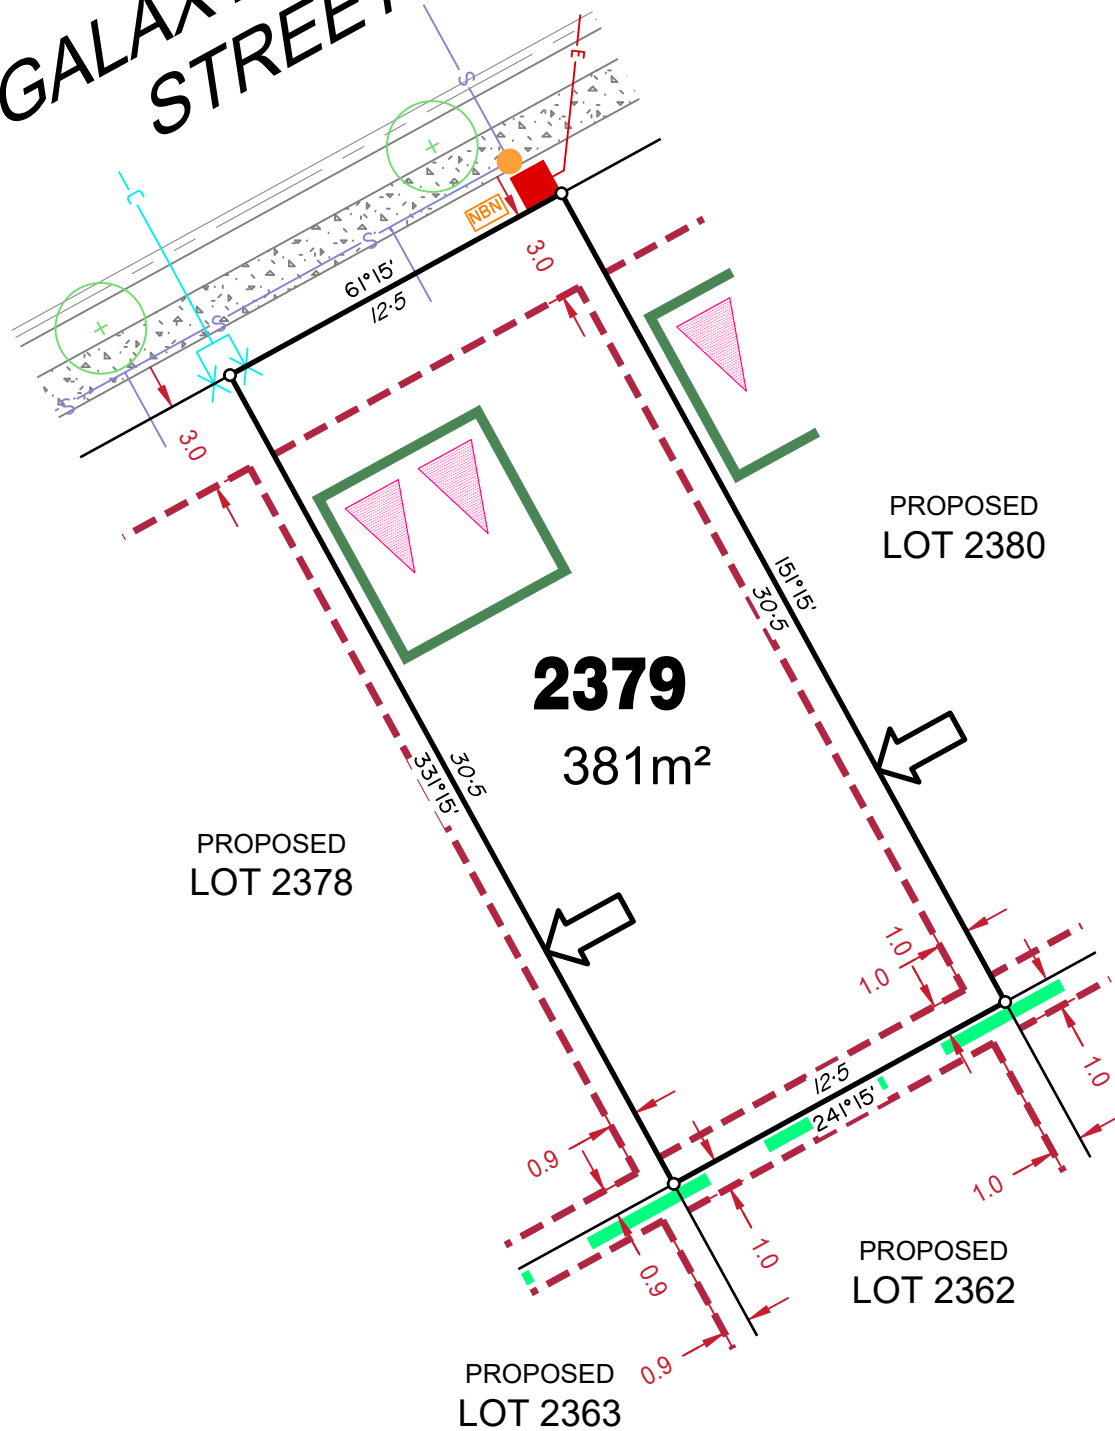 STREET
S
E
C
NBN
S
3.0
61°15'
12·5
S
3.0
S
PROPOSED
LOT 2380
151°15'
30·5
2379
381m²
30·5
331°15'
PROPOSED
LOT 2378
1.0
1.0
12·5
241°15'
1.0
0.9
1.0
1.0
0.9
PROPOSED
LOT 2362
0.9
PROPOSED
LOT 2363